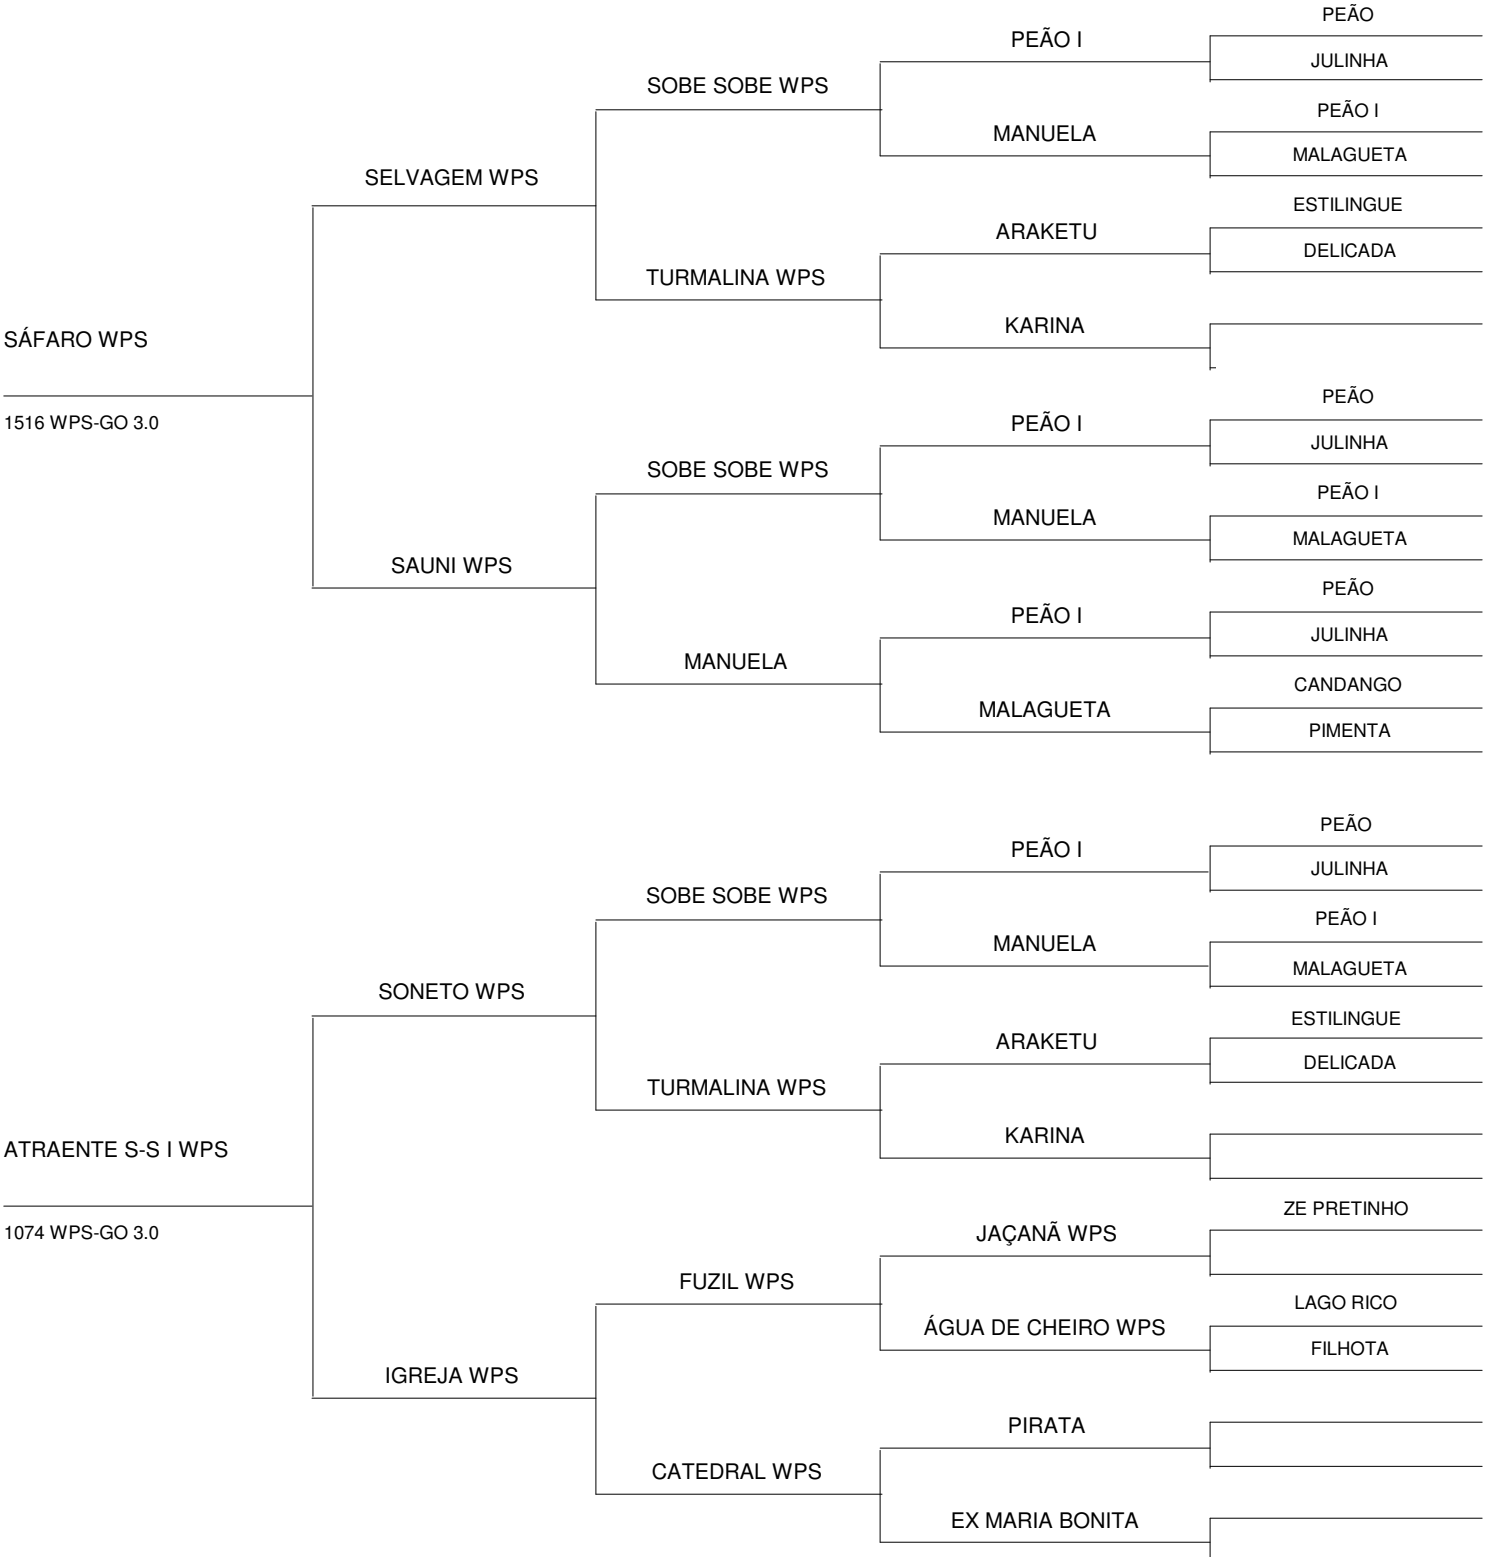 PEÃO
PEÃO I
JULINHA
SOBE SOBE WPS
PEÃO I
MANUELA
MALAGUETA
SELVAGEM WPS
ESTILINGUE
ARAKETU
DELICADA
TURMALINA WPS
KARINA
SÁFARO WPS
PEÃO
1516 WPS-GO 3.0
PEÃO I
JULINHA
SOBE SOBE WPS
PEÃO I
MANUELA
MALAGUETA
SAUNI WPS
PEÃO
PEÃO I
JULINHA
MANUELA
CANDANGO
MALAGUETA
PIMENTA
PEÃO
PEÃO I
JULINHA
SOBE SOBE WPS
PEÃO I
MANUELA
MALAGUETA
SONETO WPS
ESTILINGUE
ARAKETU
DELICADA
TURMALINA WPS
KARINA
ATRAENTE S-S I WPS
ZE PRETINHO
1074 WPS-GO 3.0
JAÇANÃ WPS
FUZIL WPS
LAGO RICO
ÁGUA DE CHEIRO WPS
FILHOTA
IGREJA WPS
PIRATA
CATEDRAL WPS
EX MARIA BONITA